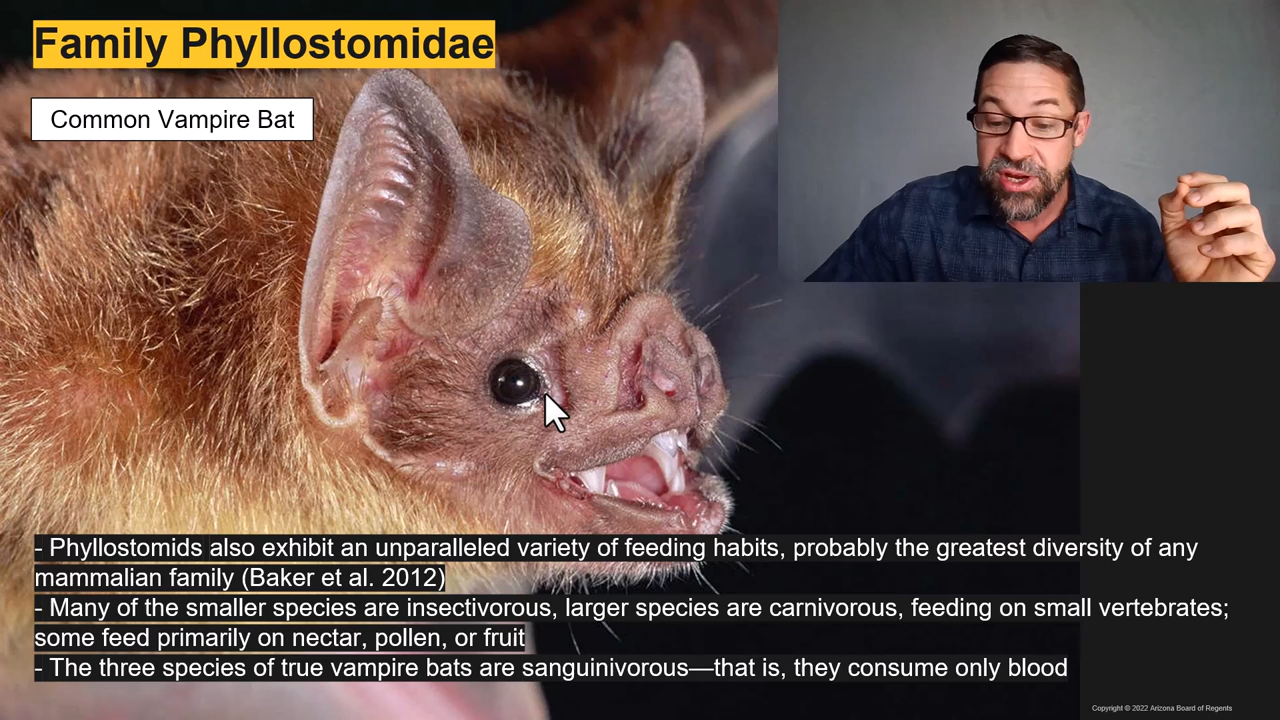 Family Phyllostomidae
Common Vampire Bat
- Phyllostomids also exhibit an unparalleled variety of feeding habits, probably the greatest diversity of any
mammalian family (Baker et al. 2012)
- Many of the smaller species are insectivorous, larger species are carnivorous, feeding on small vertebrates;
some feed primarily on nectar, pollen, or fruit
- The three species of true vampire bats are sanguinivorous—that is, they consume only blood
Copyright © 2022 Arizona Board of Regents